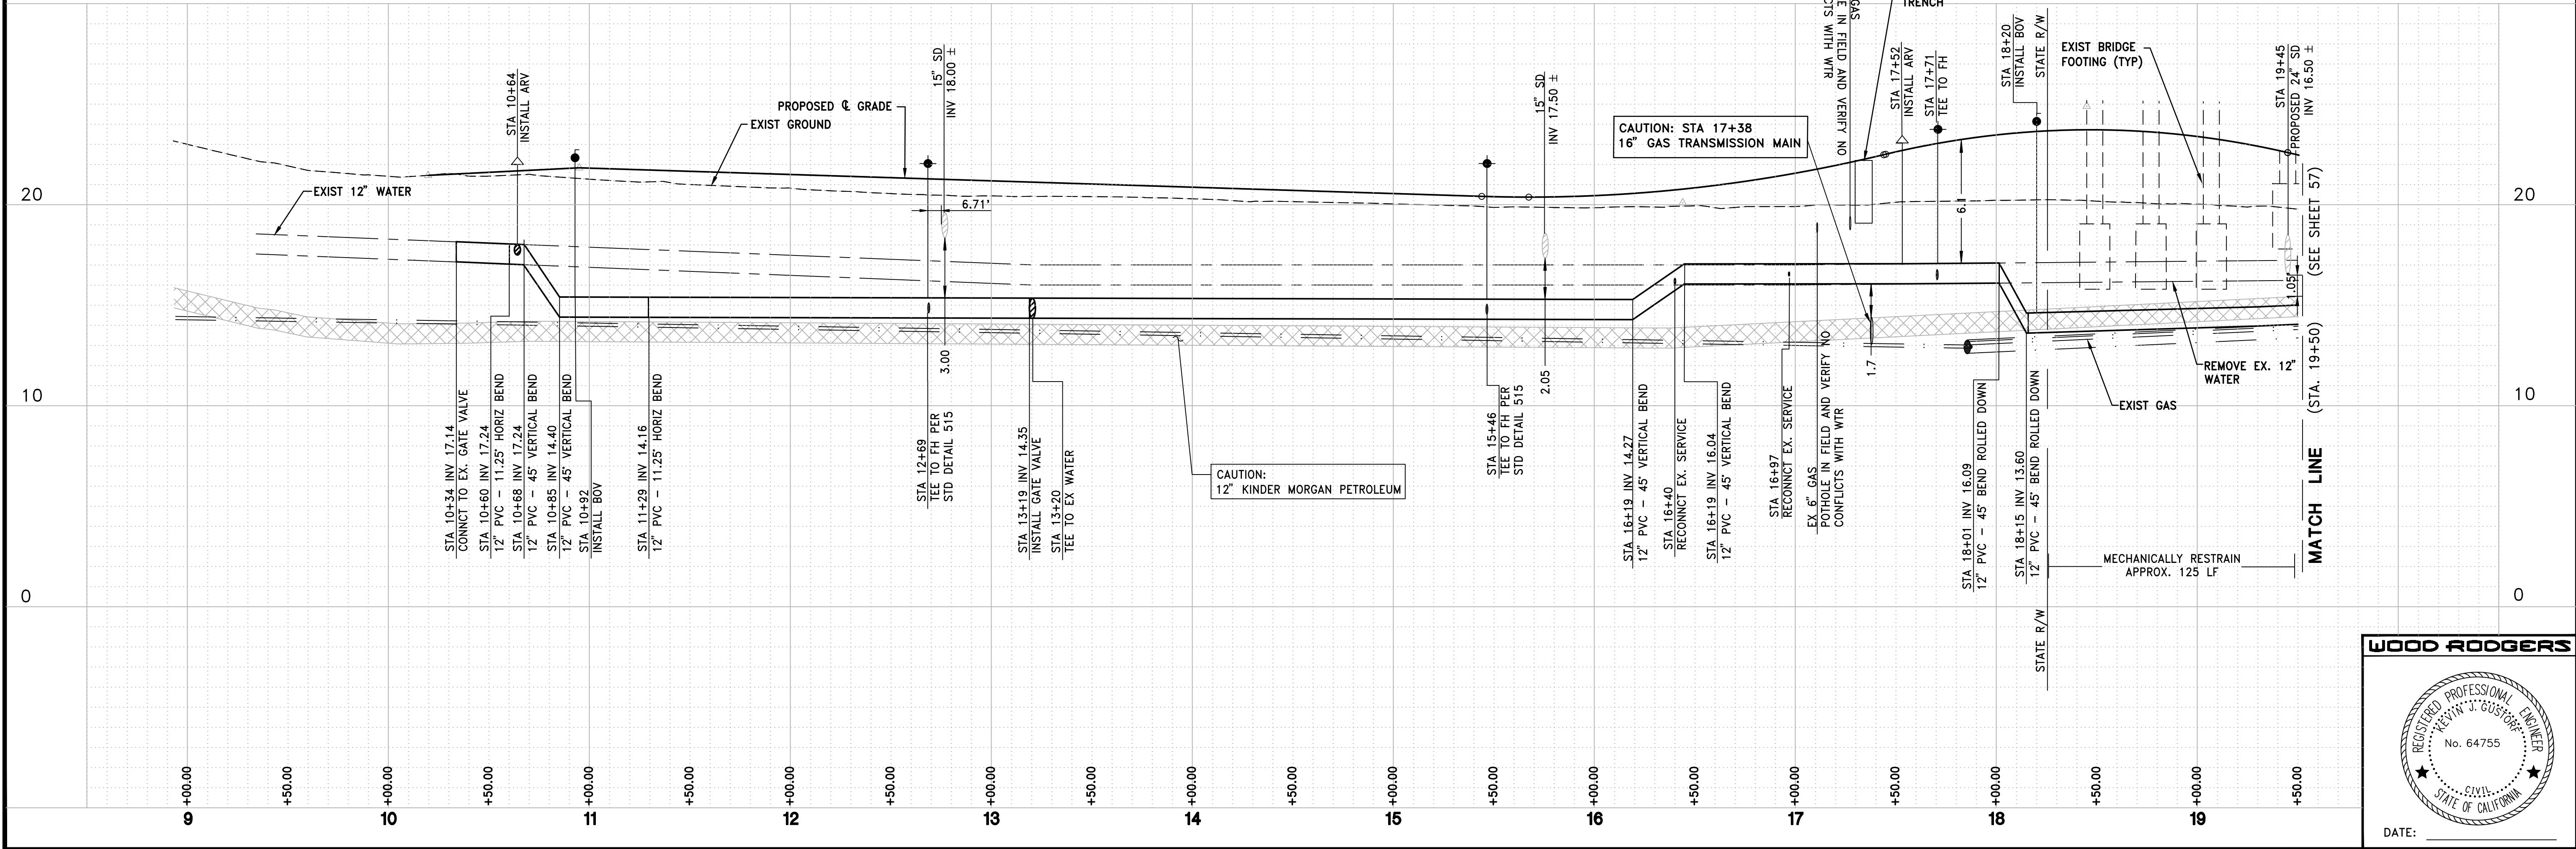 GAS
E IN FIELD AND VERIFY NO
CTS WITH WTR
TRENCH
STA 10+64
INSTALL ARV
15" SD
INV 18.00 ±
15" SD
INV 17.50 ±
STA 17+52
INSTALL ARV
STA 17+71
TEE TO FH
STA 18+20
INSTALL BOV
STATE R/W
EXIST BRIDGE
FOOTING (TYP)
STA 19+45
PROPOSED 24" SD
INV 16.50 ±
PROPOSED ℄ GRADE
EXIST GROUND
CAUTION: STA 17+38
16" GAS TRANSMISSION MAIN
EXIST 12" WATER
20
20
6.71'
6.1
1.05'
3.00
2.05
1.7
10
10
0
0
STA 10+34 INV 17.14
CONNCT TO EX. GATE VALVE
STA 10+60 INV 17.24
12" PVC - 11.25° HORIZ BEND
STA 10+68 INV 17.24
12" PVC - 45° VERTICAL BEND
STA 10+85 INV 14.40
12" PVC - 45° VERTICAL BEND
STA 10+92
INSTALL BOV
STA 11+29 INV 14.16
12" PVC - 11.25° HORIZ BEND
STA 12+69
TEE TO FH PER
STD DETAIL 515
STA 13+19 INV 14.35
INSTALL GATE VALVE
STA 13+20
TEE TO EX WATER
CAUTION:
12" KINDER MORGAN PETROLEUM
STA 15+46
TEE TO FH PER
STD DETAIL 515
STA 16+19 INV 14.27
12" PVC - 45° VERTICAL BEND
STA 16+40
RECONNCT EX. SERVICE
STA 16+19 INV 16.04
12" PVC - 45° VERTICAL BEND
STA 16+97
RECONNCT EX. SERVICE
EX 6" GAS
POTHOLE IN FIELD AND VERIFY NO
CONFLICTS WITH WTR
STA 18+01 INV 16.09
12" PVC - 45° BEND ROLLED DOWN
STA 18+15 INV 13.60
12" PVC - 45° BEND ROLLED DOWN
STATE R/W
REMOVE EX. 12"
WATER
EXIST GAS
MECHANICALLY RESTRAIN
APPROX. 125 LF
MATCH LINE (STA. 19+50) (SEE SHEET 57)
+00.00
+50.00
+00.00
+50.00
+00.00
+50.00
+00.00
+50.00
+00.00
+50.00
+00.00
+50.00
+00.00
+50.00
+00.00
+50.00
+00.00
+50.00
+00.00
+50.00
+00.00
+50.00
9
10
11
12
13
14
15
16
17
18
19
WOOD RODGERS
REGISTERED PROFESSIONAL ENGINEER
KEVIN J. GUSTORF
No. 64755
CIVIL
STATE OF CALIFORNIA
DATE: